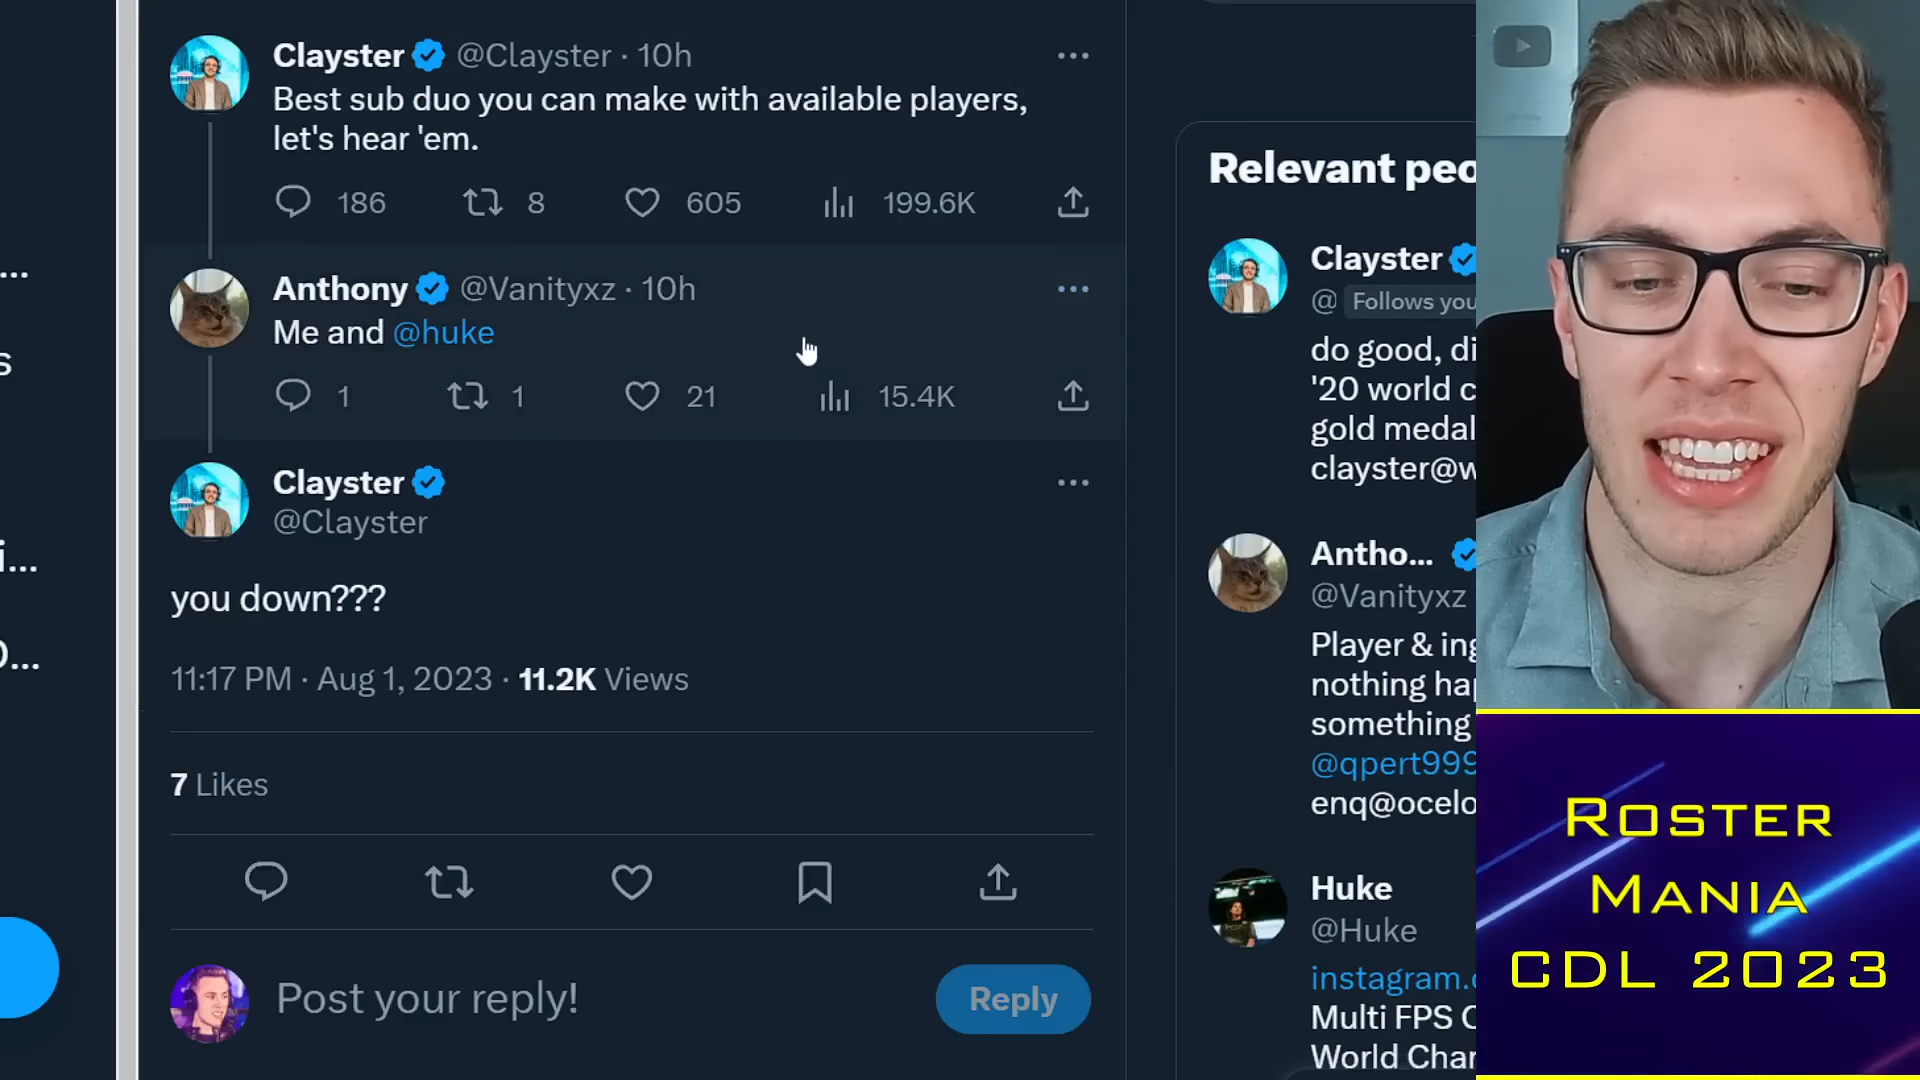 Clayster @Clayster · 10h
Best sub duo you can make with available players,
let's hear 'em.
186 8 605 199.6K
Anthony @Vanityxz · 10h
Me and @huke
1 1 21 15.4K
Clayster
@Clayster
you down???
11:17 PM · Aug 1, 2023 · 11.2K Views
7 Likes
Post your reply!
Reply
...
s
i...
...
Relevant peo
Clayster
@ Follows you
do good, di
'20 world c
gold medal
clayster@w
Antho...
@Vanityxz
Player & ing
nothing hap
something
@qpert999
enq@ocelo
Huke
@Huke
instagram.c
Multi FPS C
World Char
Roster
Mania
CDL 2023